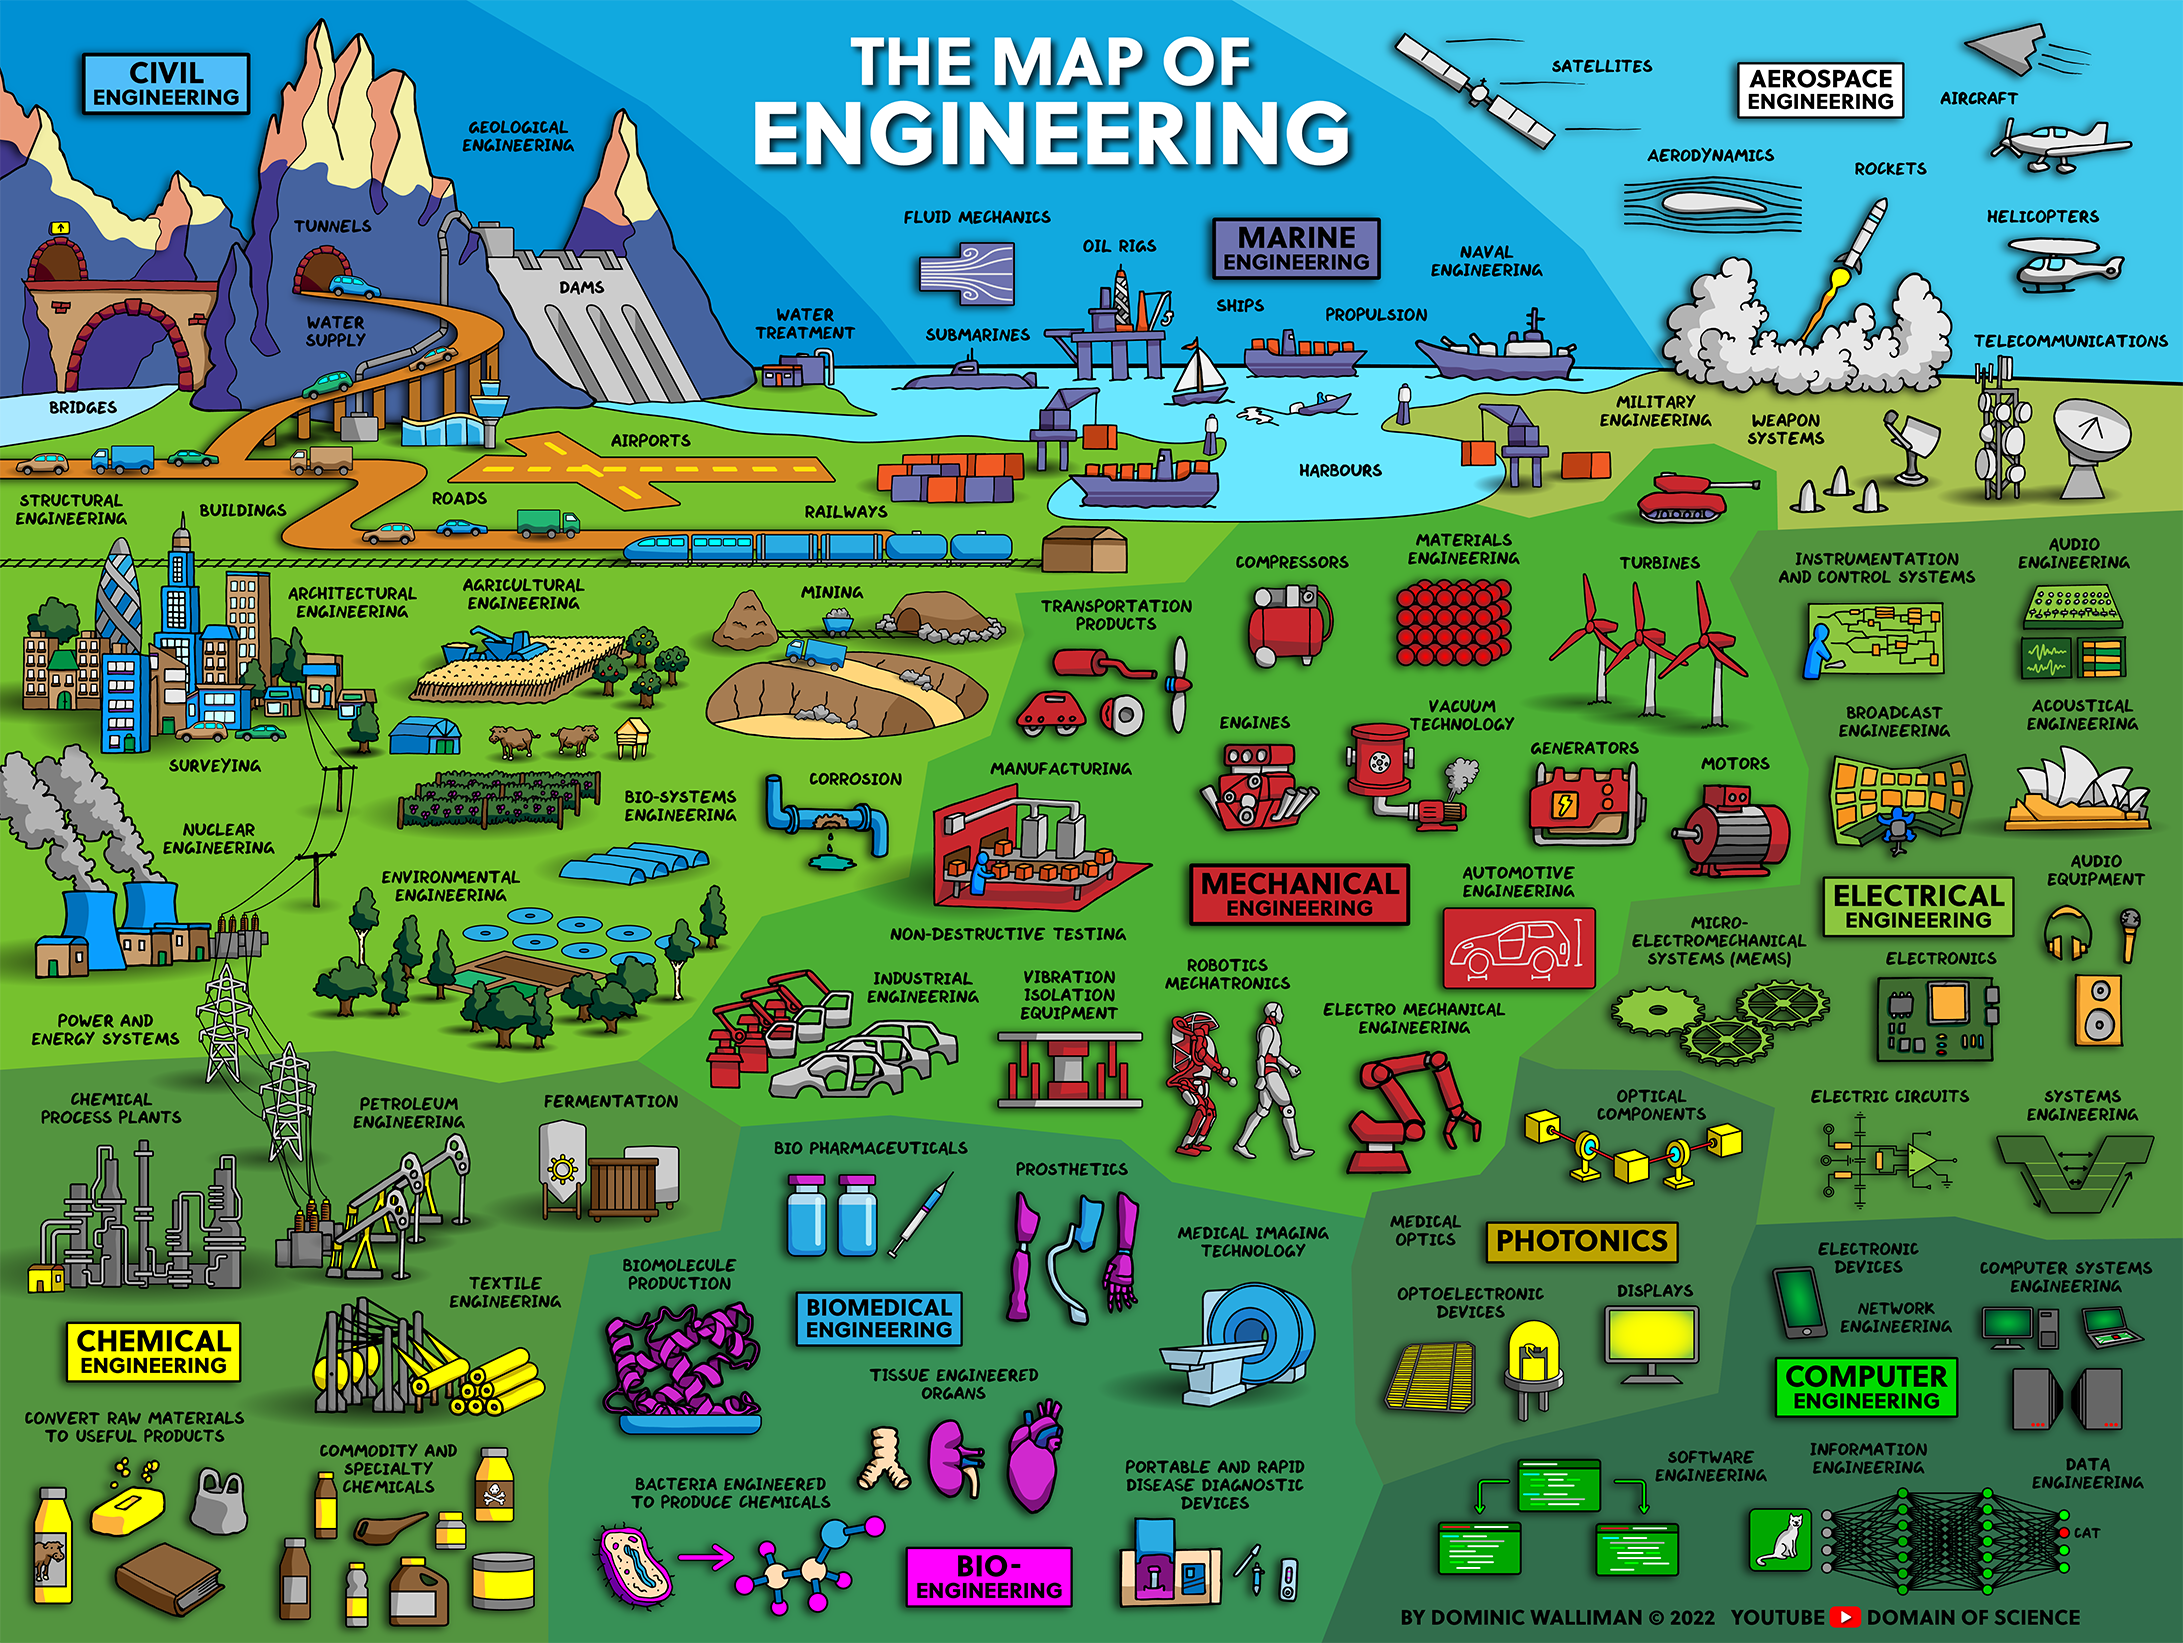 THE MAP OF
ENGINEERING
CIVIL
ENGINEERING
GEOLOGICAL
ENGINEERING
TUNNELS
WATER
SUPPLY
DAMS
BRIDGES
WATER
TREATMENT
AIRPORTS
STRUCTURAL
ENGINEERING
BUILDINGS
ROADS
RAILWAYS
ARCHITECTURAL
ENGINEERING
AGRICULTURAL
ENGINEERING
MINING
SURVEYING
NUCLEAR
ENGINEERING
BIO-SYSTEMS
ENGINEERING
CORROSION
ENVIRONMENTAL
ENGINEERING
POWER AND
ENERGY SYSTEMS
FLUID MECHANICS
OIL RIGS
MARINE
ENGINEERING
NAVAL
ENGINEERING
SUBMARINES
SHIPS
PROPULSION
HARBOURS
SATELLITES
AEROSPACE
ENGINEERING
AIRCRAFT
AERODYNAMICS
ROCKETS
HELICOPTERS
TELECOMMUNICATIONS
MILITARY
ENGINEERING
WEAPON
SYSTEMS
COMPRESSORS
MATERIALS
ENGINEERING
TURBINES
TRANSPORTATION
PRODUCTS
ENGINES
VACUUM
TECHNOLOGY
GENERATORS
MOTORS
MANUFACTURING
MECHANICAL
ENGINEERING
AUTOMOTIVE
ENGINEERING
NON-DESTRUCTIVE TESTING
INDUSTRIAL
ENGINEERING
VIBRATION
ISOLATION
EQUIPMENT
ROBOTICS
MECHATRONICS
ELECTRO MECHANICAL
ENGINEERING
INSTRUMENTATION
AND CONTROL SYSTEMS
AUDIO
ENGINEERING
BROADCAST
ENGINEERING
ACOUSTICAL
ENGINEERING
ELECTRICAL
ENGINEERING
AUDIO
EQUIPMENT
MICRO-
ELECTROMECHANICAL
SYSTEMS (MEMS)
ELECTRONICS
ELECTRIC CIRCUITS
SYSTEMS
ENGINEERING
CHEMICAL
PROCESS PLANTS
PETROLEUM
ENGINEERING
FERMENTATION
TEXTILE
ENGINEERING
CHEMICAL
ENGINEERING
CONVERT RAW MATERIALS
TO USEFUL PRODUCTS
COMMODITY AND
SPECIALTY
CHEMICALS
BIO PHARMACEUTICALS
PROSTHETICS
MEDICAL IMAGING
TECHNOLOGY
BIOMOLECULE
PRODUCTION
BIOMEDICAL
ENGINEERING
TISSUE ENGINEERED
ORGANS
BACTERIA ENGINEERED
TO PRODUCE CHEMICALS
PORTABLE AND RAPID
DISEASE DIAGNOSTIC
DEVICES
BIO-
ENGINEERING
OPTICAL
COMPONENTS
MEDICAL
OPTICS
PHOTONICS
OPTOELECTRONIC
DEVICES
DISPLAYS
ELECTRONIC
DEVICES
COMPUTER SYSTEMS
ENGINEERING
NETWORK
ENGINEERING
COMPUTER
ENGINEERING
SOFTWARE
ENGINEERING
INFORMATION
ENGINEERING
DATA
ENGINEERING
CAT
BY DOMINIC WALLIMAN © 2022 YOUTUBE DOMAIN OF SCIENCE